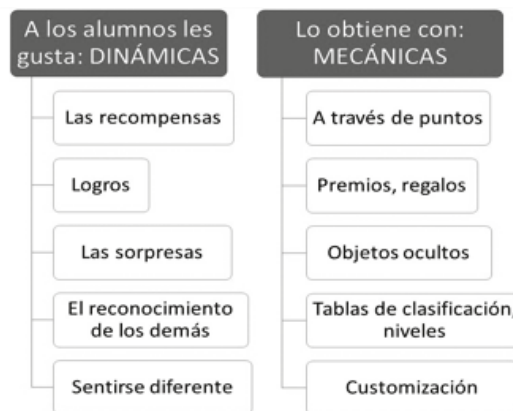 A los alumnos les
gusta: DINÁMICAS
Las recompensas
Logros
Las sorpresas
El reconocimiento
de los demás
Sentirse diferente
Lo obtiene con:
MECÁNICAS
A través de puntos
Premios, regalos
Objetos ocultos
Tablas de clasificación,
niveles
Customización